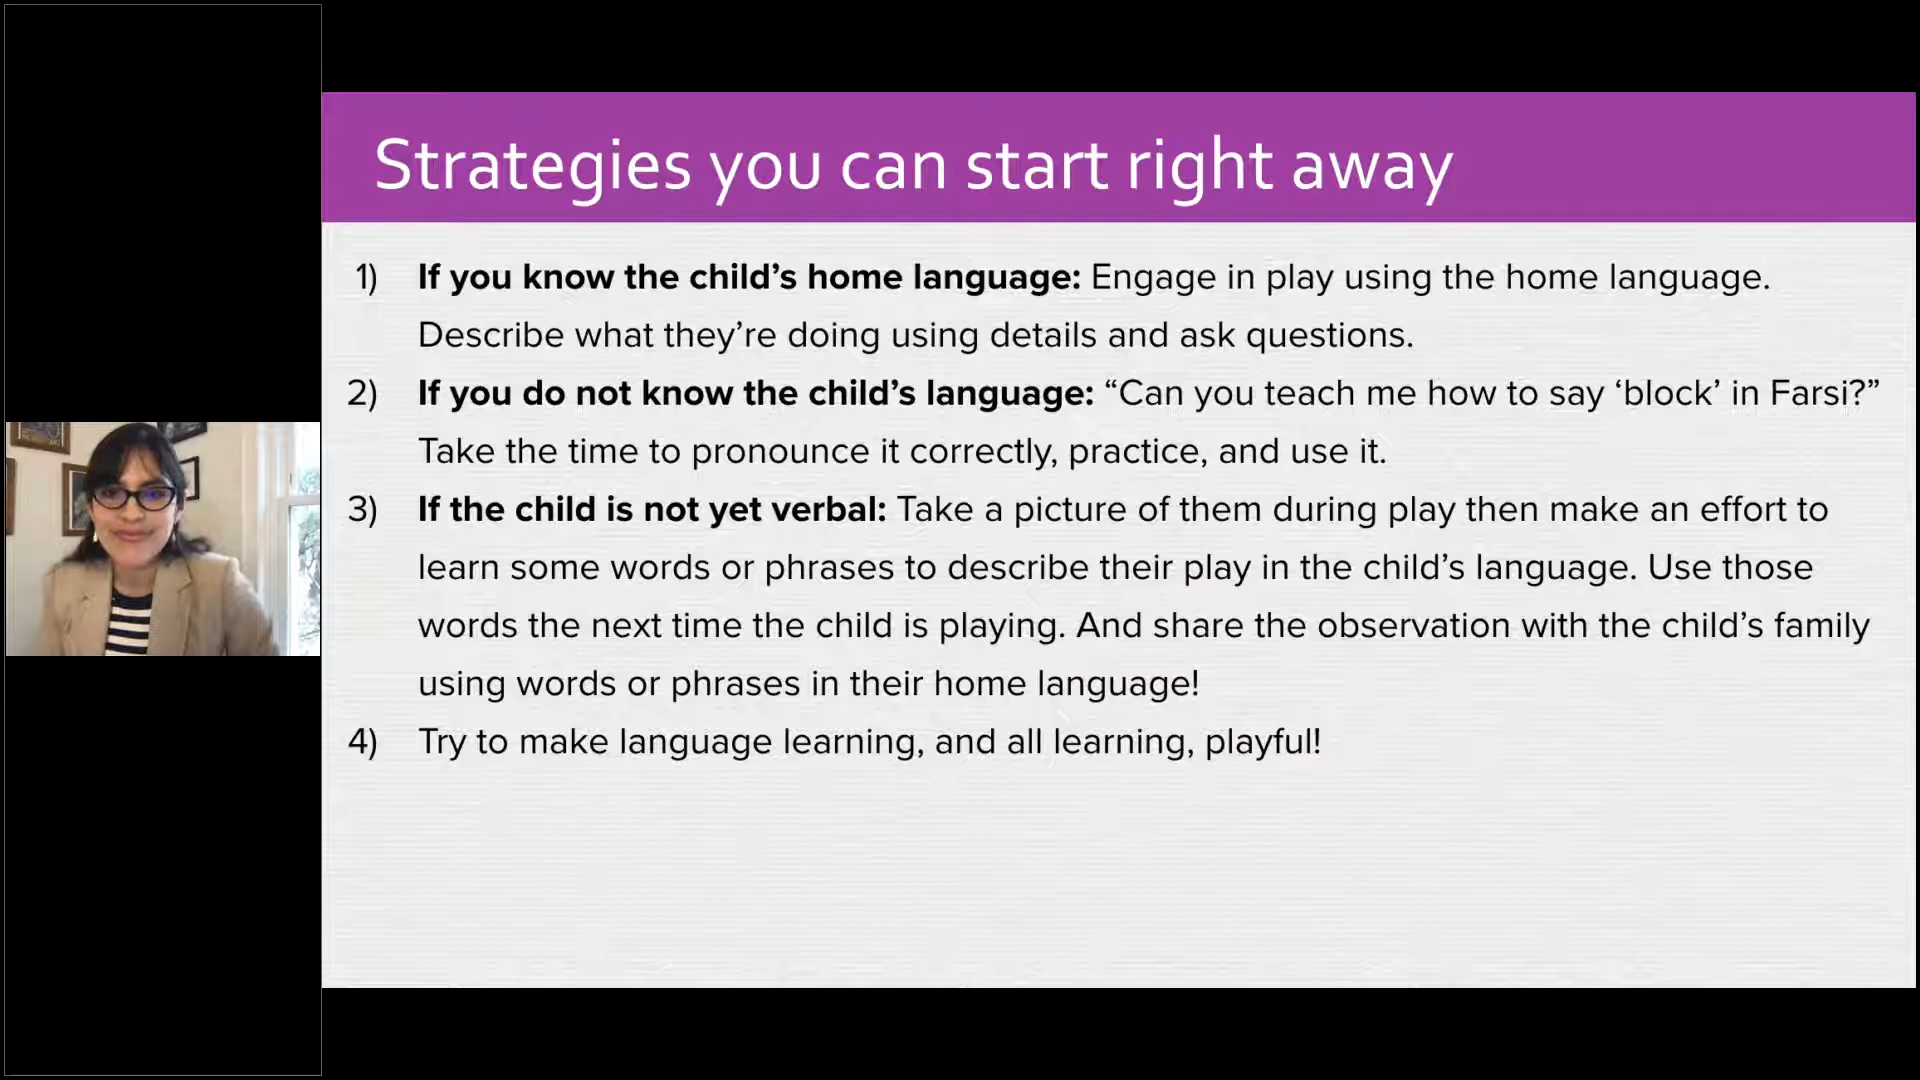 Strategies you can start right away
1) If you know the child’s home language: Engage in play using the home language.
Describe what they’re doing using details and ask questions.
2) If you do not know the child’s language: “Can you teach me how to say ‘block’ in Farsi?”
Take the time to pronounce it correctly, practice, and use it.
3) If the child is not yet verbal: Take a picture of them during play then make an effort to
learn some words or phrases to describe their play in the child’s language. Use those
words the next time the child is playing. And share the observation with the child’s family
using words or phrases in their home language!
4) Try to make language learning, and all learning, playful!